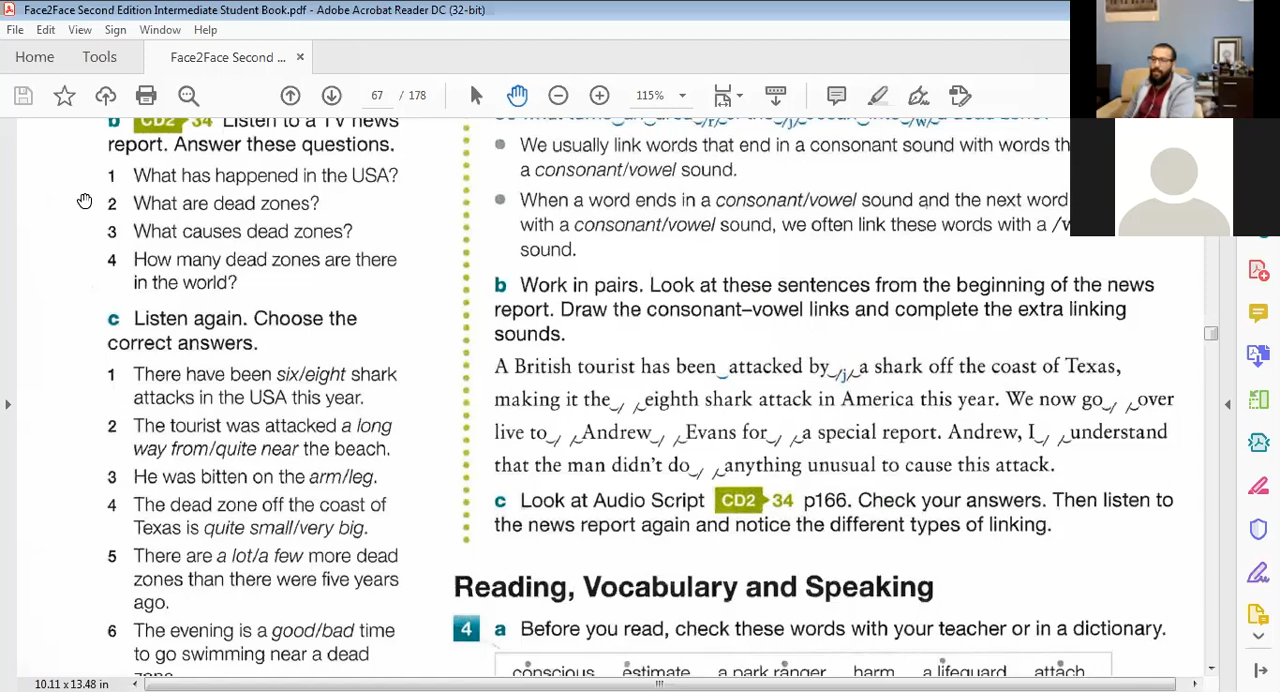 Face2Face Second Edition Intermediate Student Book.pdf - Adobe Acrobat Reader DC (32-bit)
File Edit View Sign Window Help
Home Tools Face2Face Second ... ×
67 / 178 115%
b CD2 34 Listen to a TV news
report. Answer these questions.
1 What has happened in the USA?
2 What are dead zones?
3 What causes dead zones?
4 How many dead zones are there
in the world?
c Listen again. Choose the
correct answers.
1 There have been six/eight shark
attacks in the USA this year.
2 The tourist was attacked a long
way from/quite near the beach.
3 He was bitten on the arm/leg.
4 The dead zone off the coast of
Texas is quite small/very big.
5 There are a lot/a few more dead
zones than there were five years
ago.
6 The evening is a good/bad time
to go swimming near a dead
We usually link words that end in a consonant sound with words
a consonant/vowel sound.
When a word ends in a consonant/vowel sound and the next word
with a consonant/vowel sound, we often link these words with a
sound.
b Work in pairs. Look at these sentences from the beginning of the news
report. Draw the consonant–vowel links and complete the extra linking
sounds.
A British tourist has been attacked by /j/ a shark off the coast of Texas,
making it the / / eighth shark attack in America this year. We now go / / over
live to / / Andrew / / Evans for / / a special report. Andrew, I / / understand
that the man didn't do / / anything unusual to cause this attack.
c Look at Audio Script CD2 34 p166. Check your answers. Then listen to
the news report again and notice the different types of linking.
Reading, Vocabulary and Speaking
4 a Before you read, check these words with your teacher or in a dictionary.
conscious estimate a park ranger harm a lifeguard attach
10.11 x 13.48 in